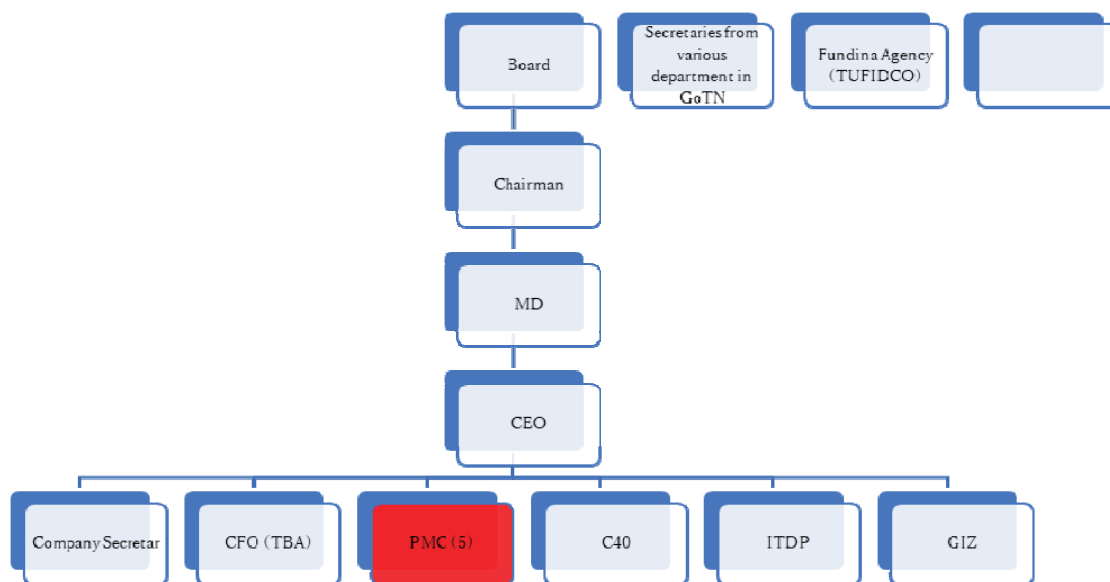 Board
Secretaries from
various
department in
GoTN
Fundina Agency
(TUFIDCO)
Chairman
MD
CEO
Company Secretar
CFO (TBA)
PMC (5)
C40
ITDP
GIZ